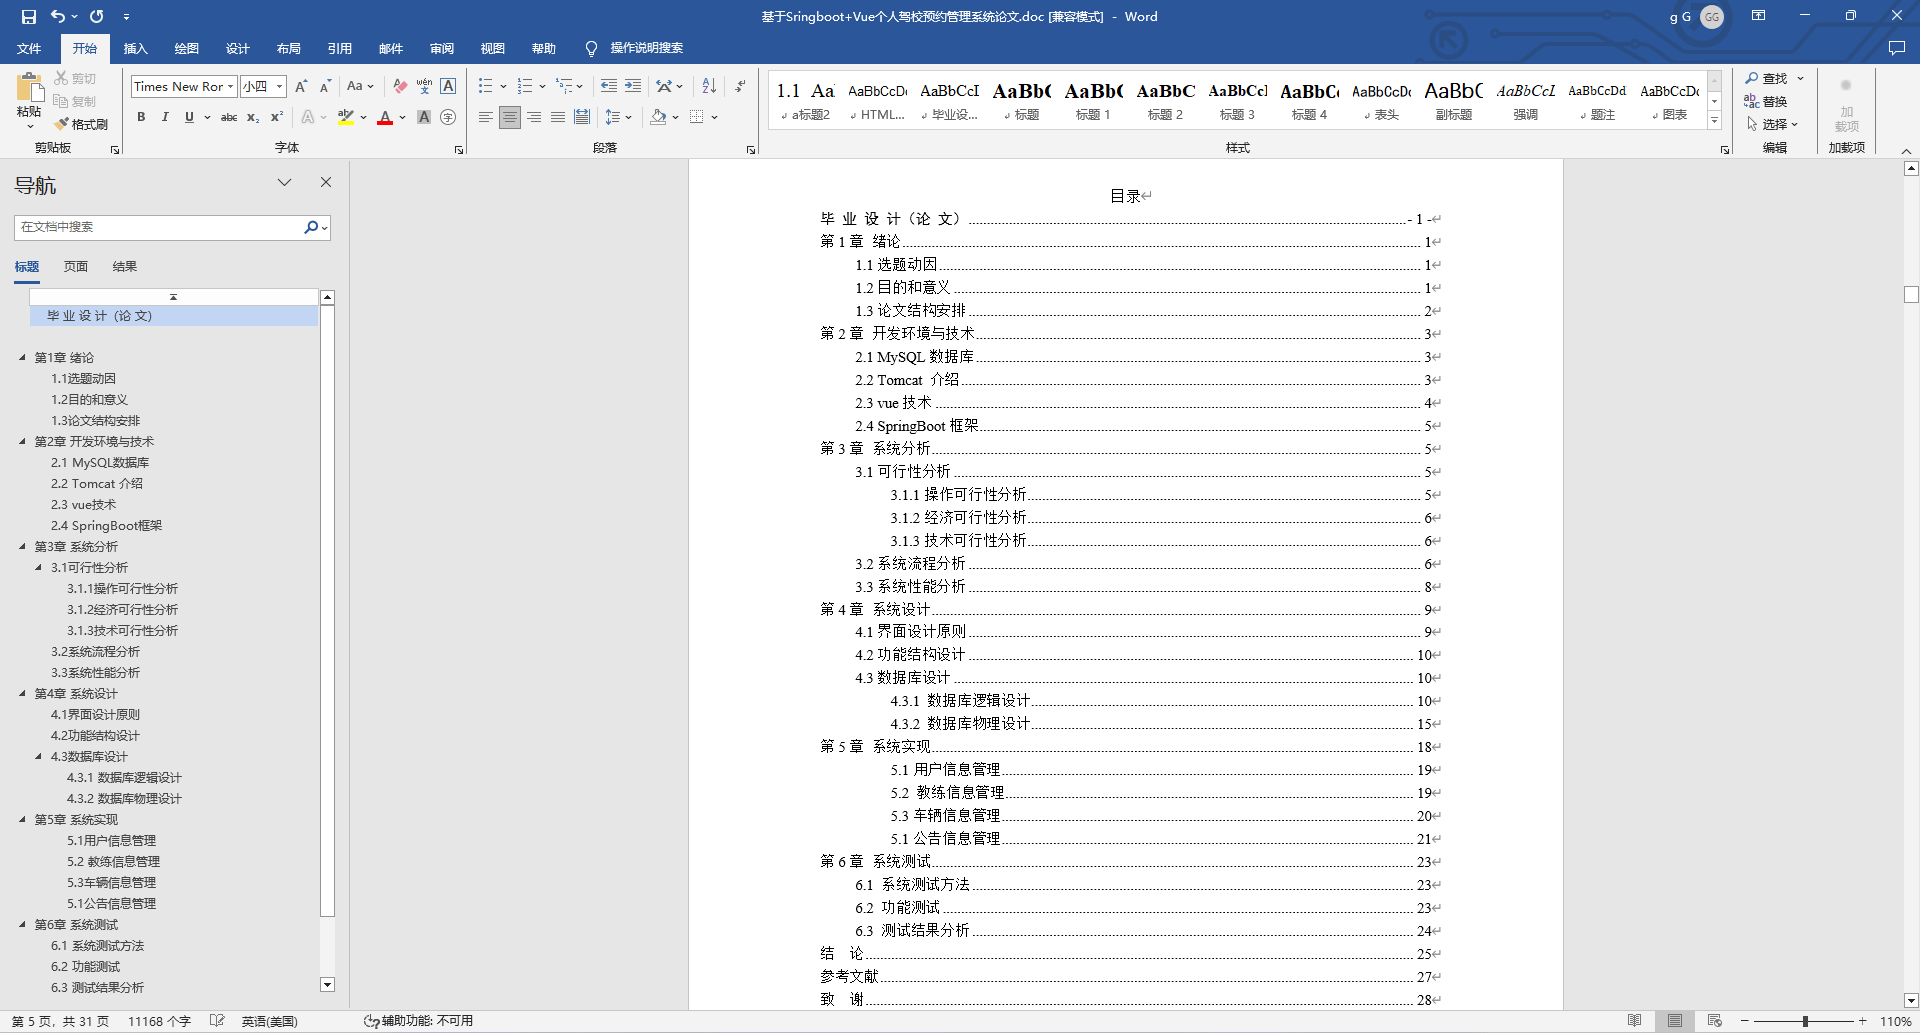 基于Sringboot+Vue个人驾校预约管理系统论文.doc [兼容模式] - Word
g G
GG
文件 开始 插入 绘图 设计 布局 引用 邮件 审阅 视图 帮助 操作说明搜索
粘贴
剪切
复制
格式刷
剪贴板
Times New Ror 小四
字体
段落
1.1 Aa AaBbCcDc AaBbCcI AaBb( AaBb( AaBbC AaBbCcI AaBbC( AaBbCcDc AaBbC AaBbCcL AaBbCcDd AaBbCcDc
a标题2 HTML... 毕业设... 标题 标题 1 标题 2 标题 3 标题 4 表头 副标题 强调 题注 图表
样式
查找
替换
选择
编辑
加
载项
加载项
导航
在文档中搜索
标题 页面 结果
毕 业 设 计（论 文）
第1章 绪论
1.1选题动因
1.2目的和意义
1.3论文结构安排
第2章 开发环境与技术
2.1 MySQL数据库
2.2 Tomcat 介绍
2.3 vue技术
2.4 SpringBoot框架
第3章 系统分析
3.1可行性分析
3.1.1操作可行性分析
3.1.2经济可行性分析
3.1.3技术可行性分析
3.2系统流程分析
3.3系统性能分析
第4章 系统设计
4.1界面设计原则
4.2功能结构设计
4.3数据库设计
4.3.1 数据库逻辑设计
4.3.2 数据库物理设计
第5章 系统实现
5.1用户信息管理
5.2 教练信息管理
5.3车辆信息管理
5.1公告信息管理
第6章 系统测试
6.1 系统测试方法
6.2 功能测试
6.3 测试结果分析
目录
毕 业 设 计（论 文） - 1 -
第 1 章 绪论 1
1.1 选题动因 1
1.2 目的和意义 1
1.3 论文结构安排 2
第 2 章 开发环境与技术 3
2.1 MySQL 数据库 3
2.2 Tomcat 介绍 3
2.3 vue 技术 4
2.4 SpringBoot 框架 5
第 3 章 系统分析 5
3.1 可行性分析 5
3.1.1 操作可行性分析 5
3.1.2 经济可行性分析 6
3.1.3 技术可行性分析 6
3.2 系统流程分析 6
3.3 系统性能分析 8
第 4 章 系统设计 9
4.1 界面设计原则 9
4.2 功能结构设计 10
4.3 数据库设计 10
4.3.1 数据库逻辑设计 10
4.3.2 数据库物理设计 15
第 5 章 系统实现 18
5.1 用户信息管理 19
5.2 教练信息管理 19
5.3 车辆信息管理 20
5.1 公告信息管理 21
第 6 章 系统测试 23
6.1 系统测试方法 23
6.2 功能测试 23
6.3 测试结果分析 24
结 论 25
参考文献 27
致 谢 28
第 5 页，共 31 页 11168 个字 英语(美国) 辅助功能: 不可用 110%